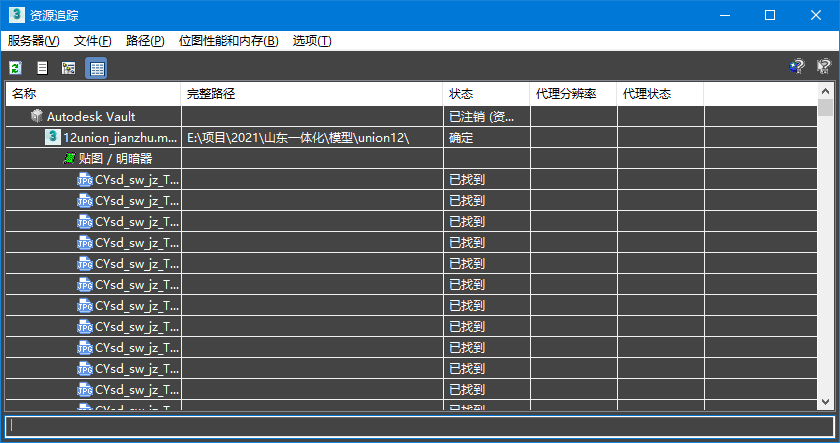 资源追踪
服务器(V) 文件(F) 路径(P) 位图性能和内存(B) 选项(T)
名称 完整路径 状态 代理分辨率 代理状态
Autodesk Vault 已注销 (资...
12union_jianzhu.m... E:\项目\2021\山东一体化\模型\union12\ 确定
贴图 / 明暗器
CYsd_sw_jz_T... 已找到
CYsd_sw_jz_T... 已找到
CYsd_sw_jz_T... 已找到
CYsd_sw_jz_T... 已找到
CYsd_sw_jz_T... 已找到
CYsd_sw_jz_T... 已找到
CYsd_sw_jz_T... 已找到
CYsd_sw_jz_T... 已找到
CYsd_sw_jz_T... 已找到
CYsd_sw_jz_T... 已找到
CYsd_sw_jz_T... 已找到
CYsd_sw_jz_T... 已找到